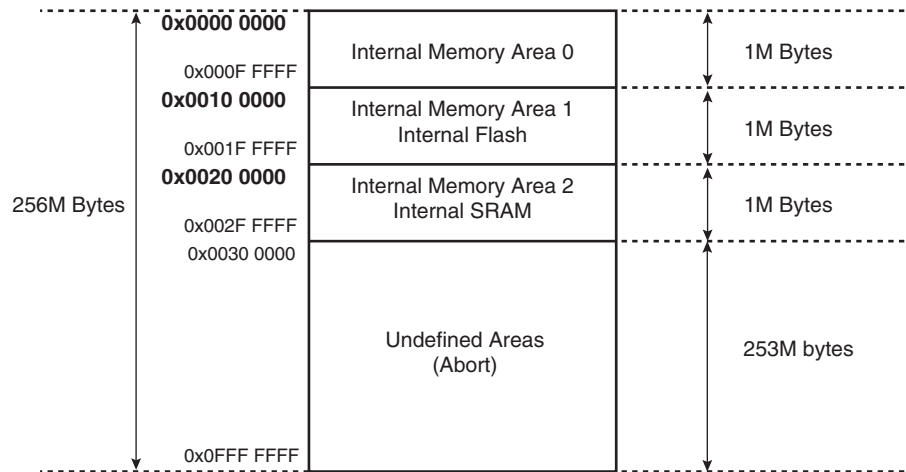 0x0000 0000
Internal Memory Area 0
1M Bytes
0x000F FFFF
0x0010 0000
Internal Memory Area 1
Internal Flash
1M Bytes
0x001F FFFF
0x0020 0000
256M Bytes
Internal Memory Area 2
Internal SRAM
1M Bytes
0x002F FFFF
0x0030 0000
Undefined Areas
(Abort)
253M bytes
0x0FFF FFFF